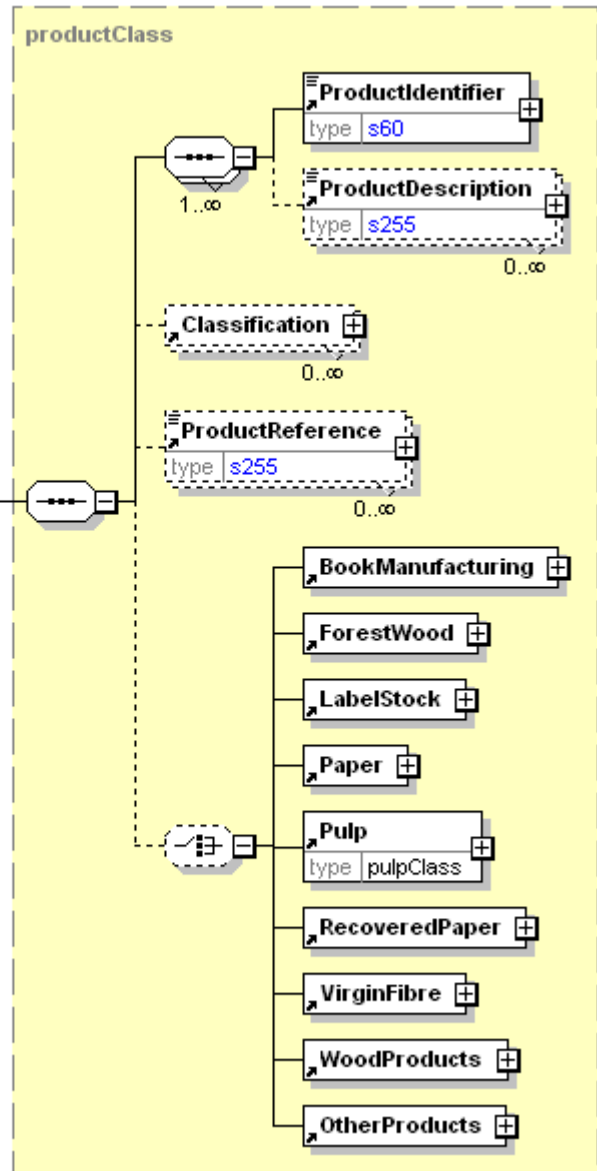 productClass
ProductIdentifier
type s60
1..∞
ProductDescription
type s255
0..∞
Classification
0..∞
ProductReference
type s255
0..∞
BookManufacturing
ForestWood
LabelStock
Paper
Pulp
type pulpClass
RecoveredPaper
VirginFibre
WoodProducts
OtherProducts